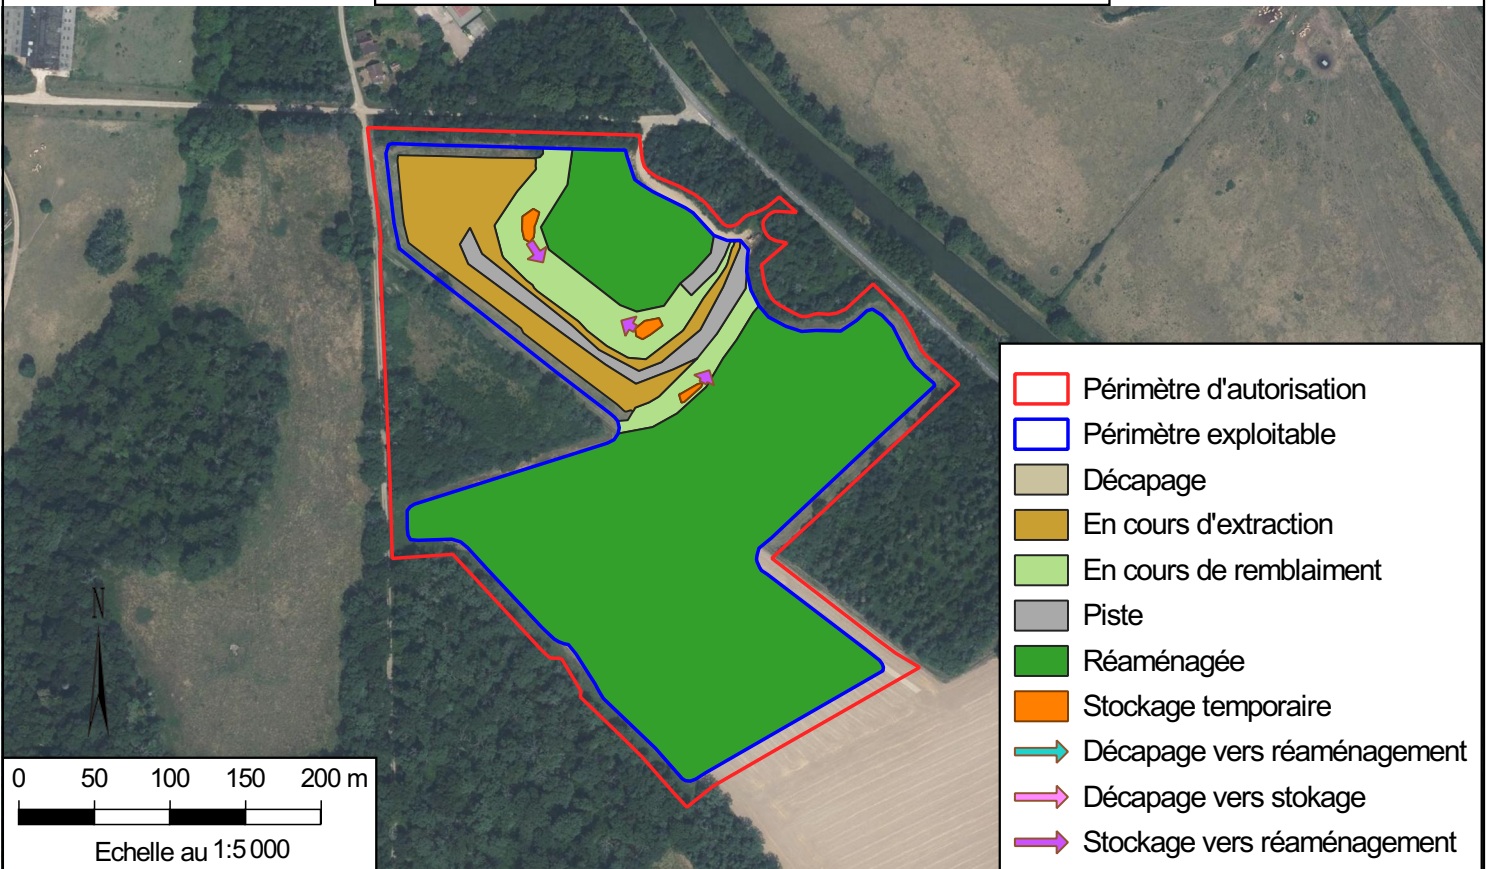 Périmètre d'autorisation
Périmètre exploitable
Décapage
En cours d'extraction
En cours de remblaiment
Piste
Réaménagée
Stockage temporaire
Décapage vers réaménagement
Décapage vers stokage
Stockage vers réaménagement
N
0 50 100 150 200 m
Echelle au 1:5 000